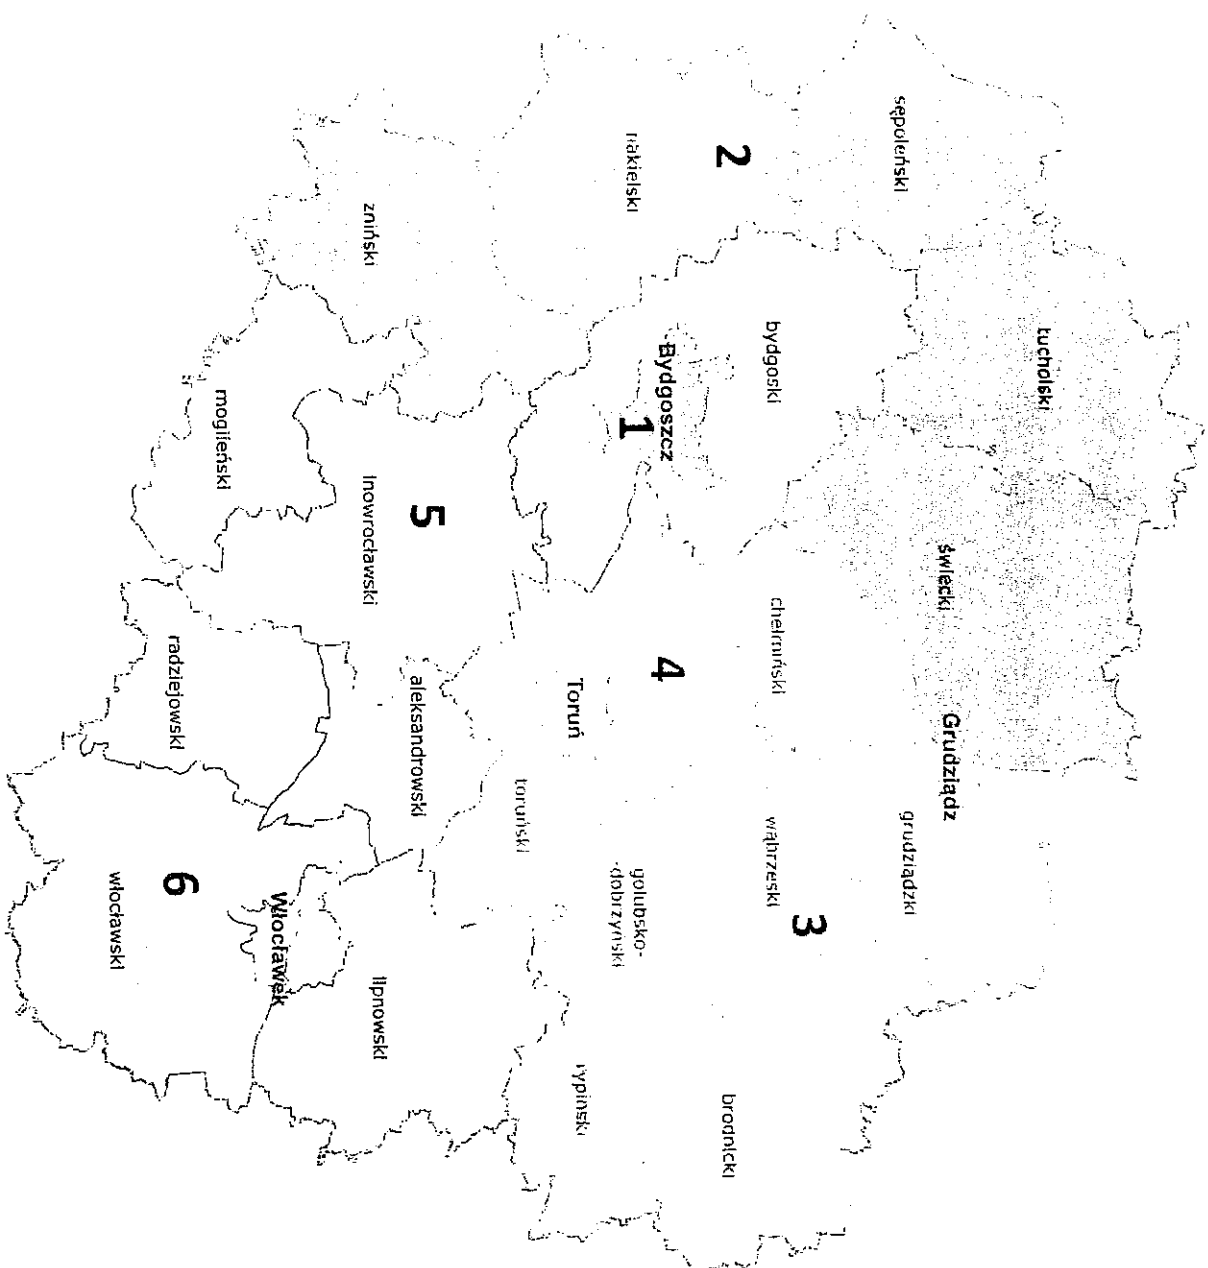 tucholski
sępoleński
świecki
Grudziądz
grudziądzki
2
bydgoski
chełmiński
wąbrzeski
3
nakielski
Bydgoszcz
1
4
brodnicki
golubsko-
-dobrzyński
Toruń
toruński
rypiński
żniński
5
inowrocławski
aleksandrowski
lipnowski
mogileński
radziejowski
Włocławek
6
włocławski